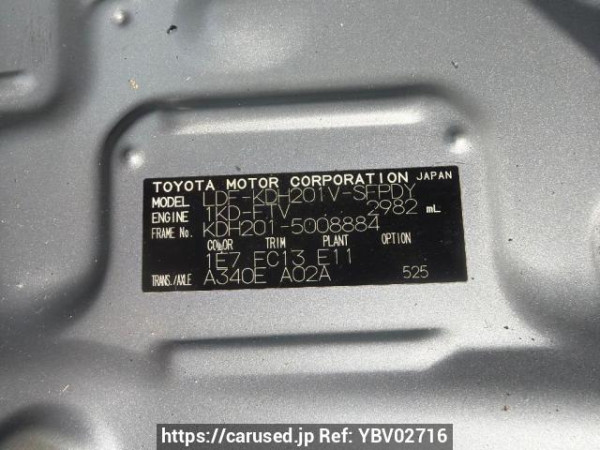 TOYOTA MOTOR CORPORATION JAPAN
MODEL LDF-KDH201V-SFPDY
ENGINE 1KD-FTV 2982 mL
FRAME No. KDH201-5008884
COLOR TRIM PLANT OPTION
1E7 FC13 E11
TRANS./AXLE A340E A02A 525
https://carused.jp Ref: YBV02716